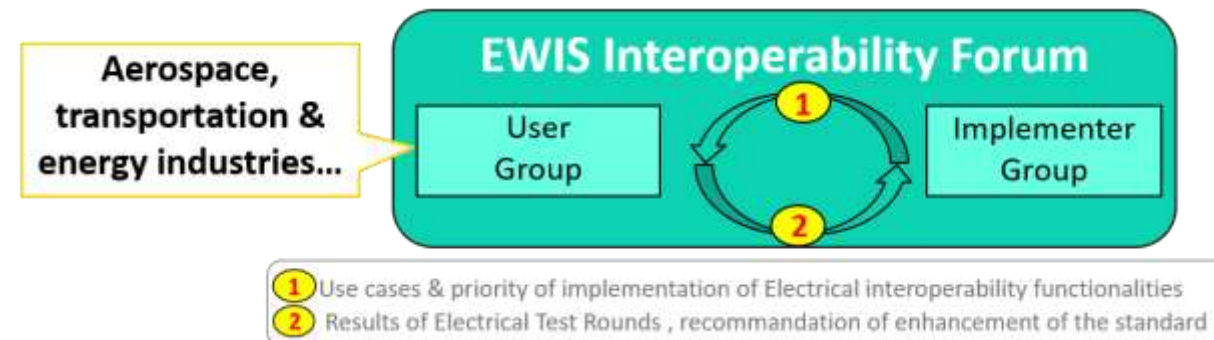 EWIS Interoperability Forum
Aerospace,
transportation &
energy industries...
User
Group
1
Implementer
Group
2
1 Use cases & priority of implementation of Electrical interoperability functionalities
2 Results of Electrical Test Rounds , recommandation of enhancement of the standard